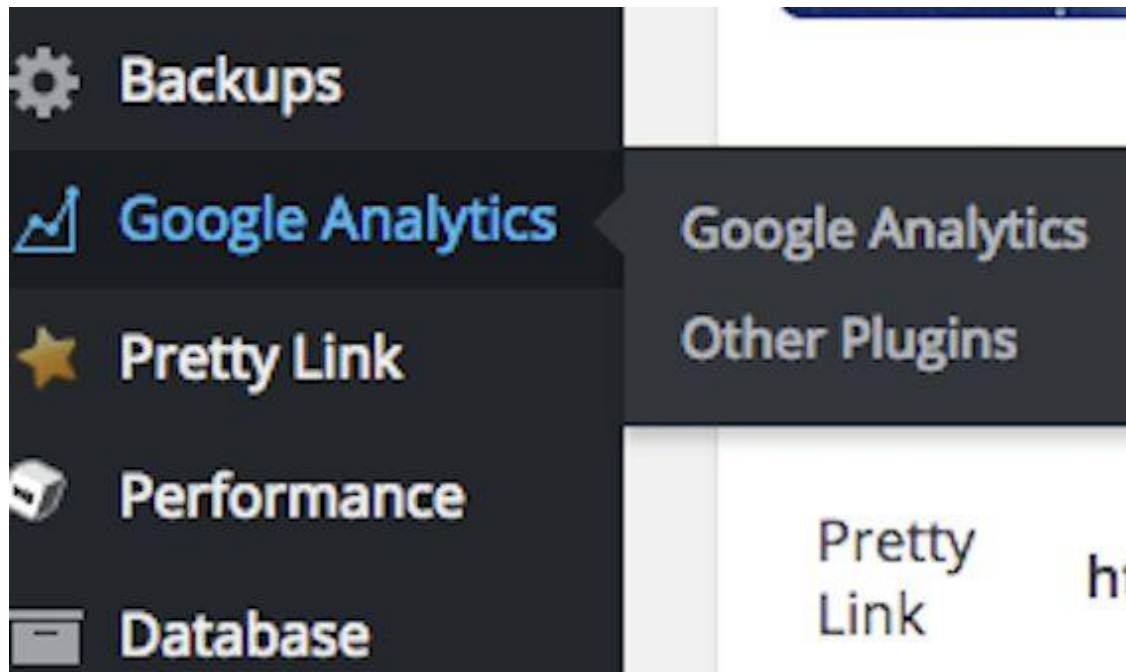 Backups
Google Analytics
Google Analytics
Other Plugins
Pretty Link
Performance
Database
Pretty
Link